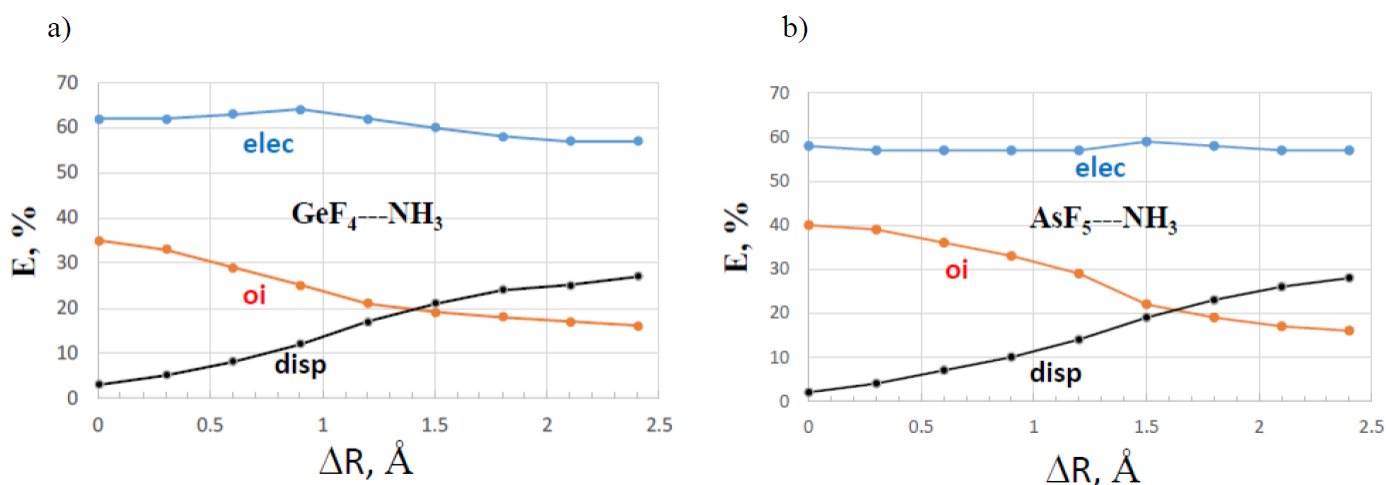 a)
70
60
50
40
30
20
10
0
E, %
elec
GeF₄---NH₃
oi
disp
0 0.5 1 1.5 2 2.5
ΔR, Å
b)
70
60
50
40
30
20
10
0
E, %
elec
AsF₅---NH₃
oi
disp
0 0.5 1 1.5 2 2.5
ΔR, Å